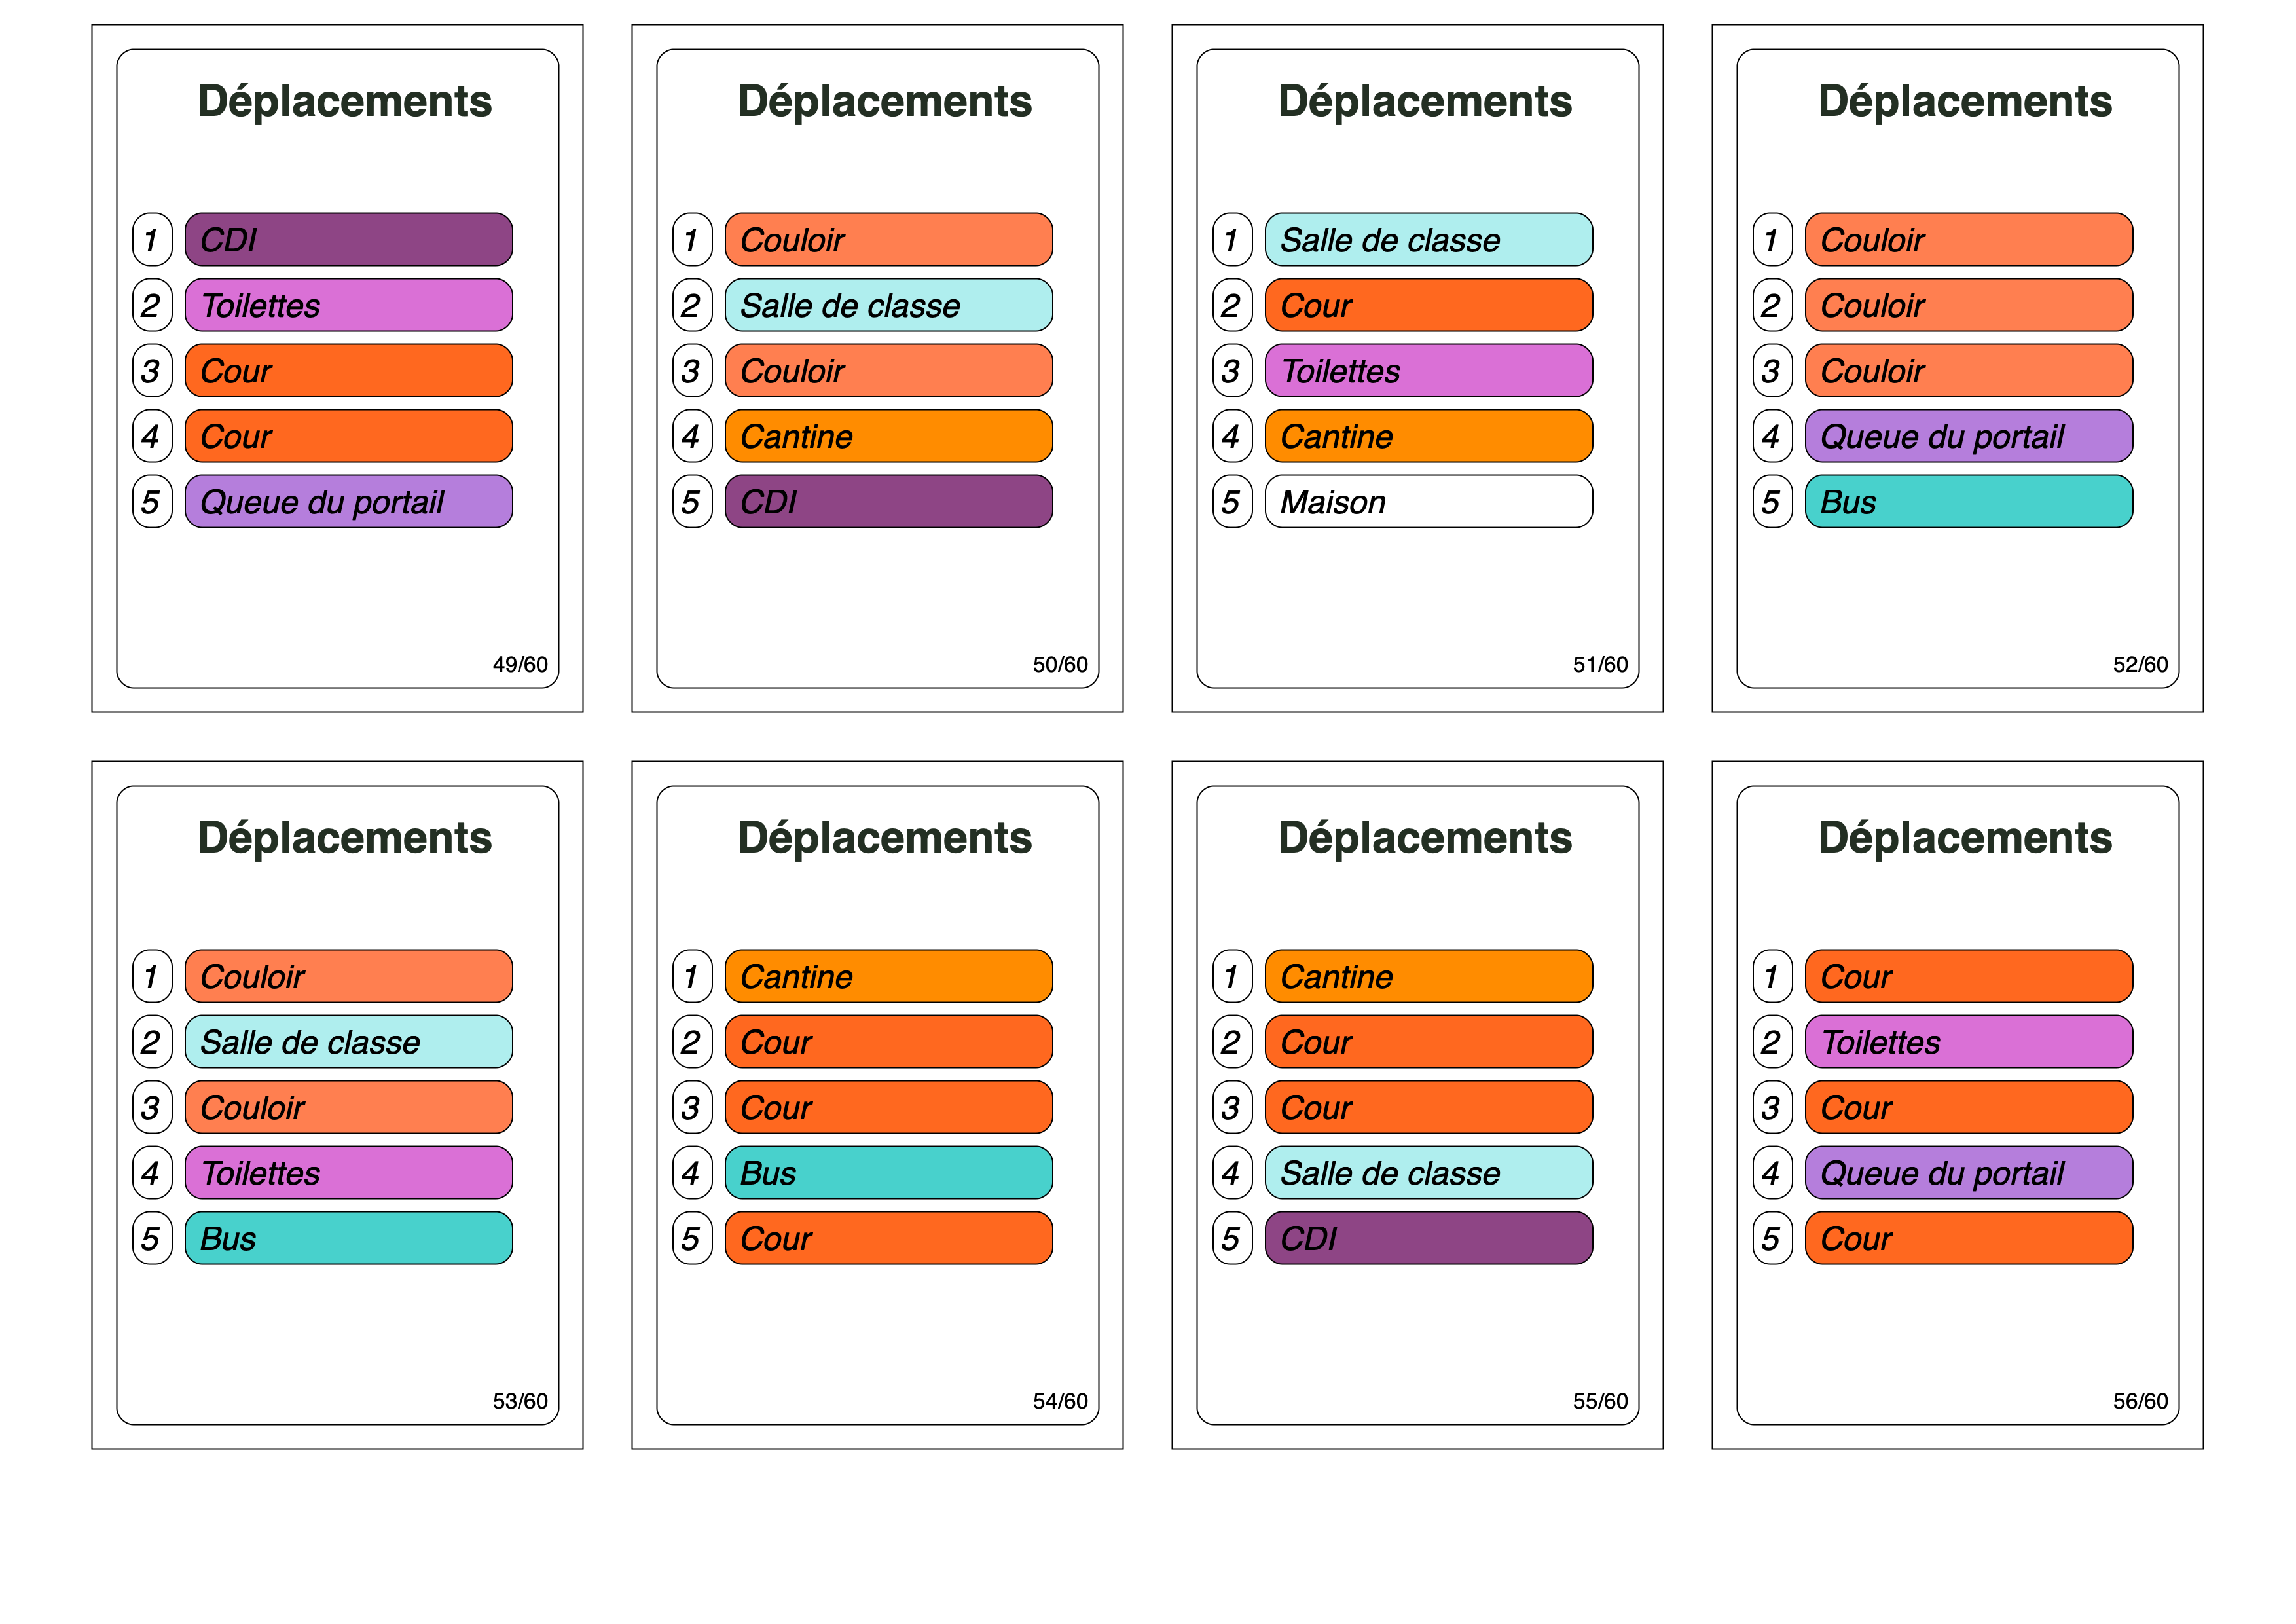 Déplacements
1 CDI
2 Toilettes
3 Cour
4 Cour
5 Queue du portail
49/60
Déplacements
1 Couloir
2 Salle de classe
3 Couloir
4 Cantine
5 CDI
50/60
Déplacements
1 Salle de classe
2 Cour
3 Toilettes
4 Cantine
5 Maison
51/60
Déplacements
1 Couloir
2 Couloir
3 Couloir
4 Queue du portail
5 Bus
52/60
Déplacements
1 Couloir
2 Salle de classe
3 Couloir
4 Toilettes
5 Bus
53/60
Déplacements
1 Cantine
2 Cour
3 Cour
4 Bus
5 Cour
54/60
Déplacements
1 Cantine
2 Cour
3 Cour
4 Salle de classe
5 CDI
55/60
Déplacements
1 Cour
2 Toilettes
3 Cour
4 Queue du portail
5 Cour
56/60